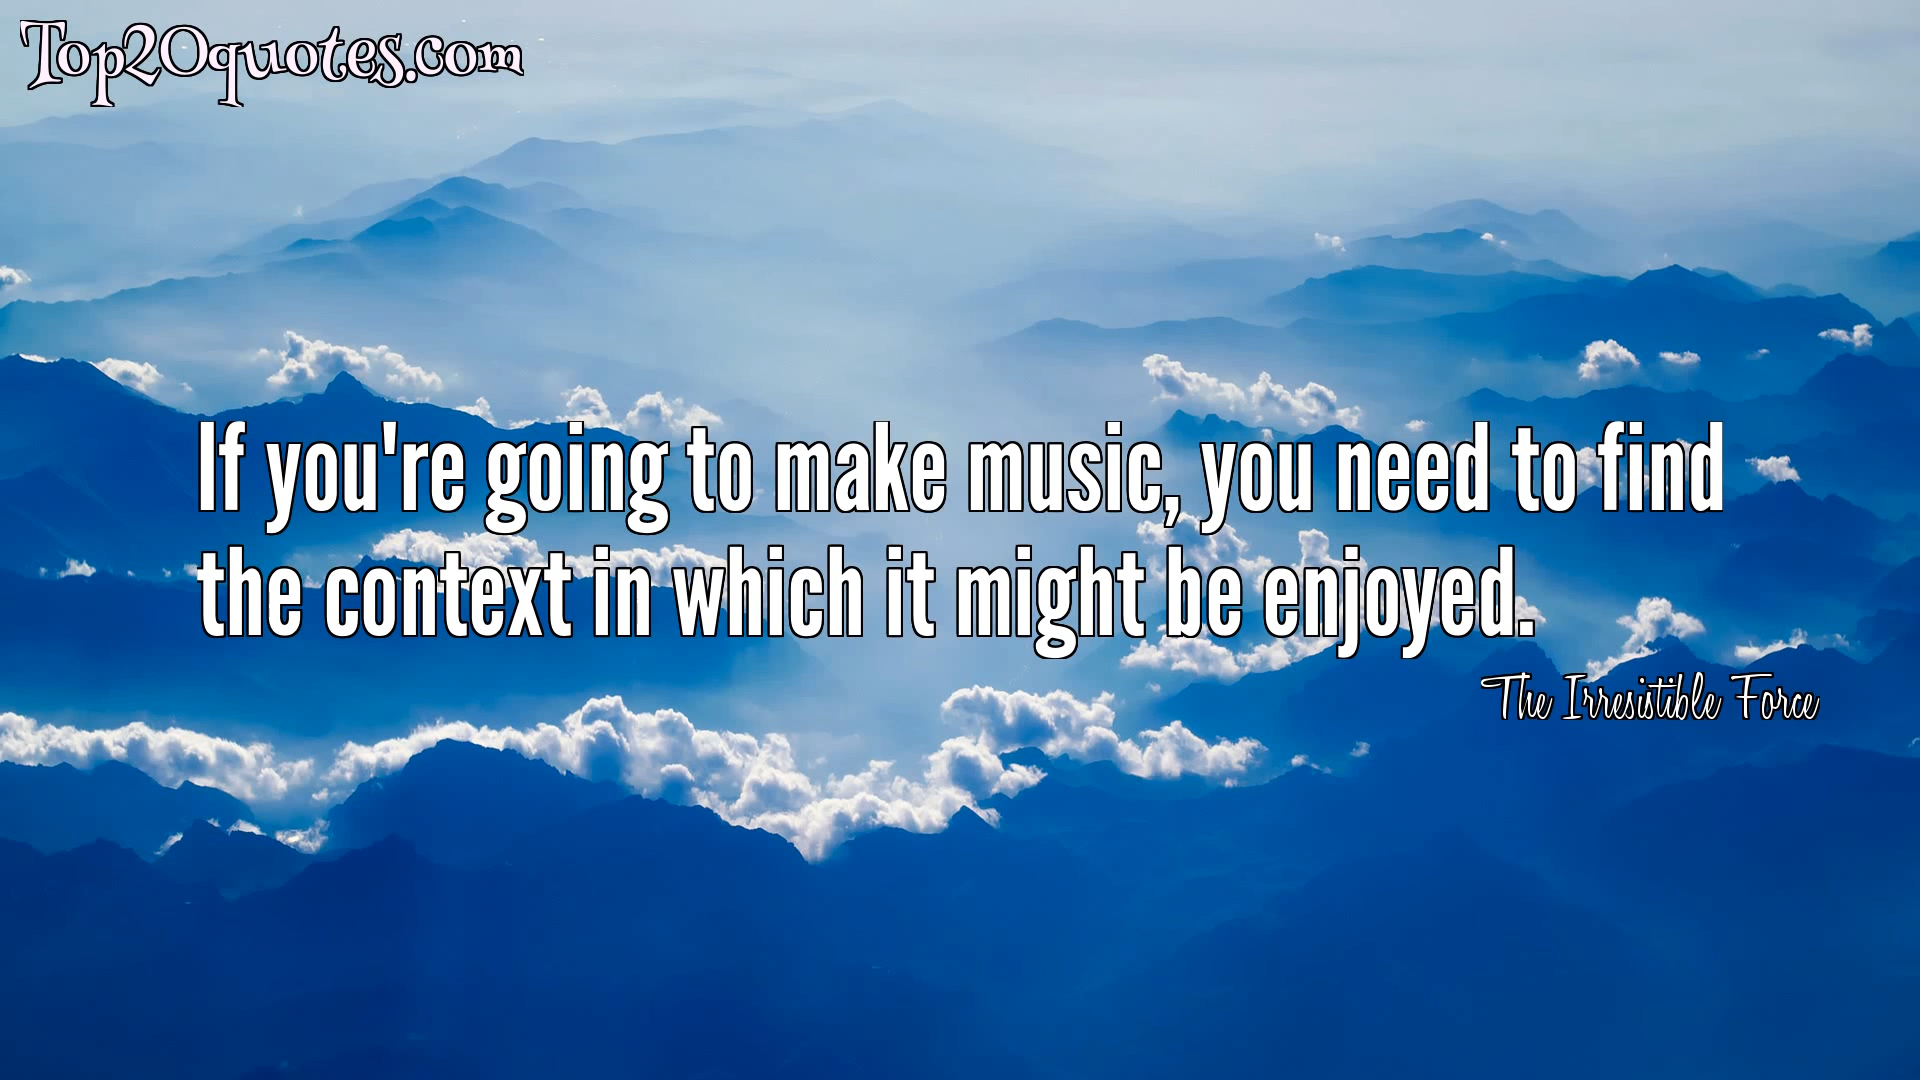 Top20quotes.com
If you're going to make music, you need to find
the context in which it might be enjoyed.
The Irresistible Force